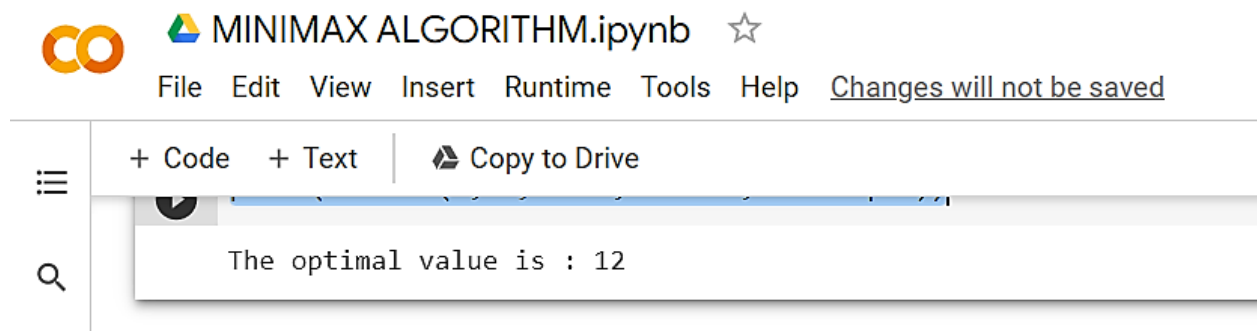 MINIMAX ALGORITHM.ipynb
File Edit View Insert Runtime Tools Help Changes will not be saved
+ Code + Text Copy to Drive
The optimal value is : 12